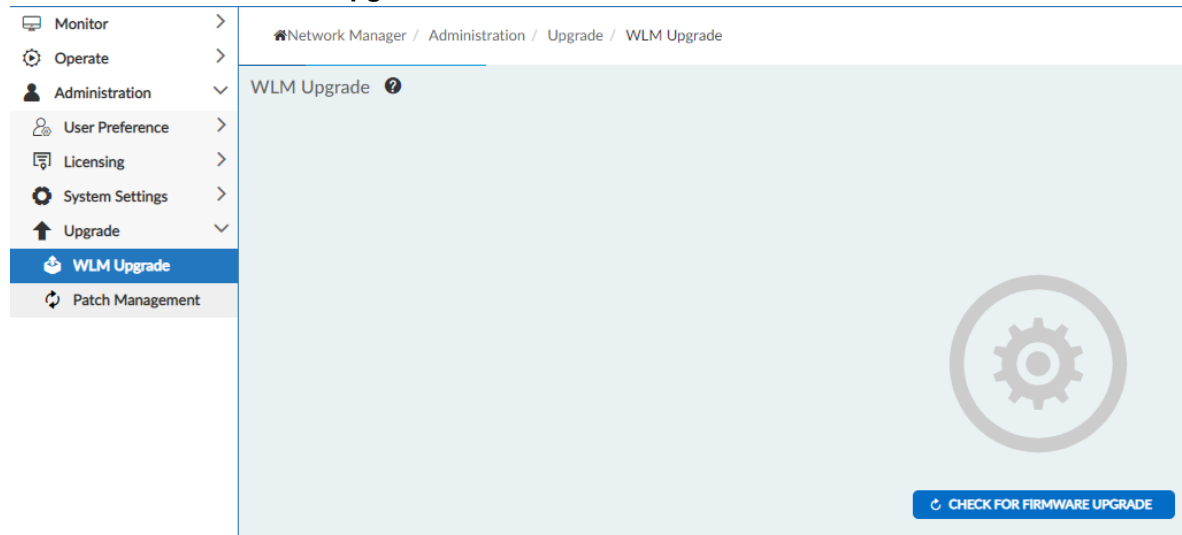 Monitor
Operate
Administration
User Preference
Licensing
System Settings
Upgrade
WLM Upgrade
Patch Management
Network Manager / Administration / Upgrade / WLM Upgrade
WLM Upgrade ?
CHECK FOR FIRMWARE UPGRADE